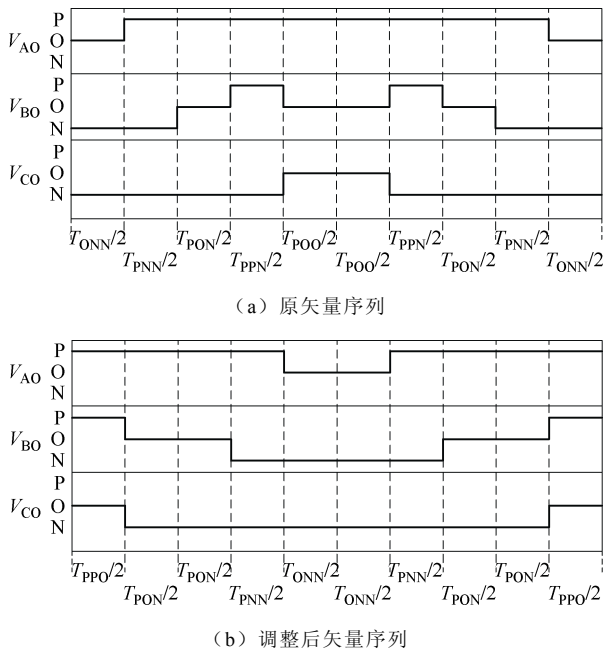 P
V_AO O
N
P
V_BO O
N
P
V_CO O
N
T_ONN/2 T_PON/2 T_POO/2 T_PPN/2 T_PNN/2
T_PNN/2 T_PPN/2 T_POO/2 T_PON/2 T_ONN/2
（a）原矢量序列
P
V_AO O
N
P
V_BO O
N
P
V_CO O
N
T_PPO/2 T_PON/2 T_ONN/2 T_PNN/2 T_PON/2
T_PON/2 T_PNN/2 T_ONN/2 T_PON/2 T_PPO/2
（b）调整后矢量序列